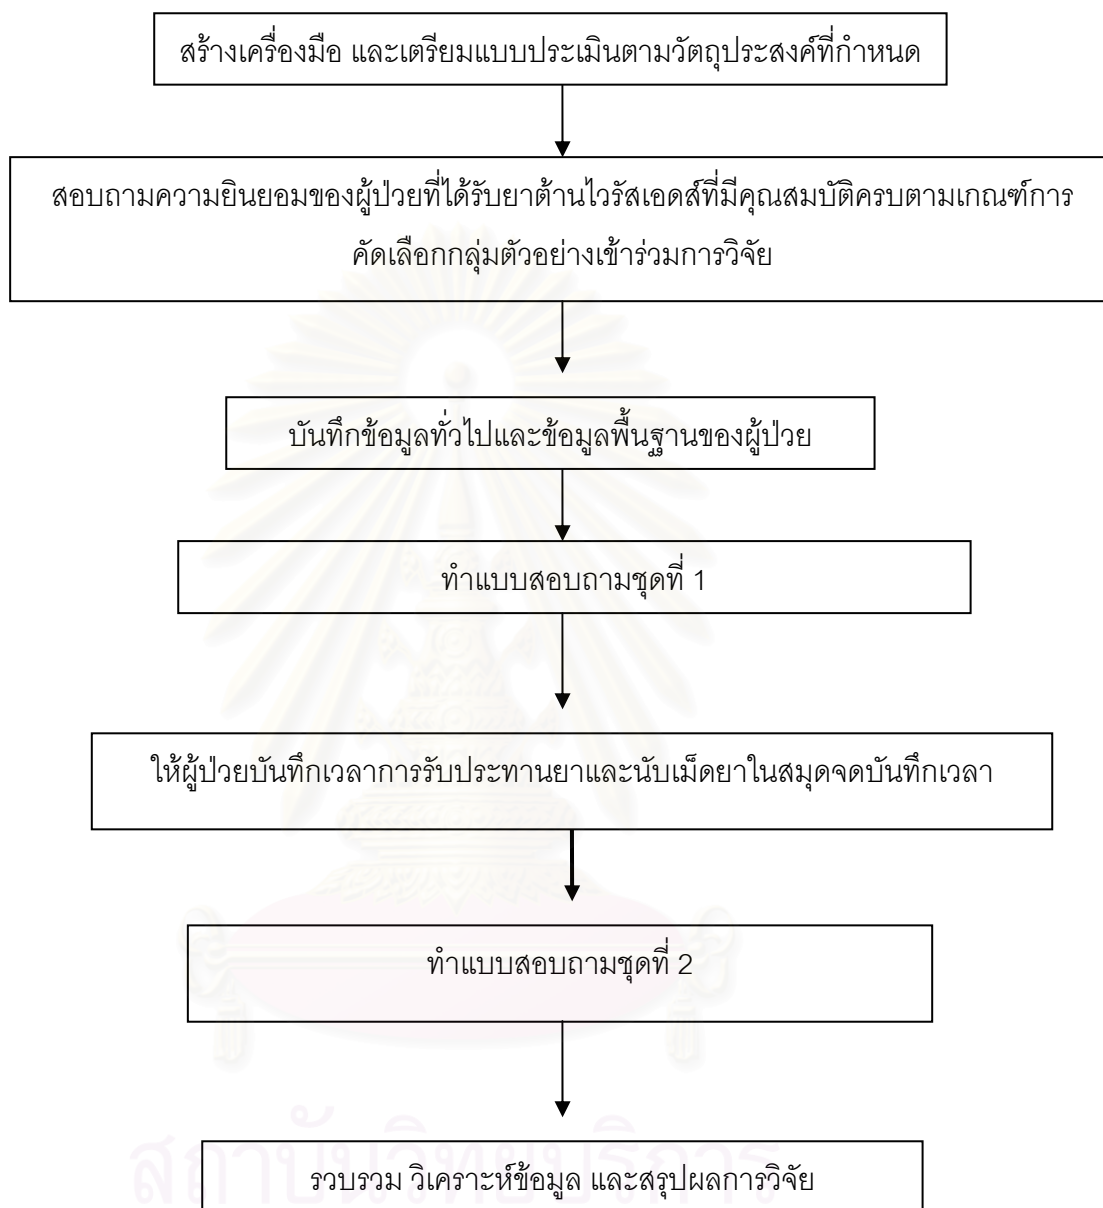 สร้างเครื่องมือ และเตรียมแบบประเมินตามวัตถุประสงค์ที่กำหนด
สอบถามความยินยอมของผู้ป่วยที่ได้รับยาต้านไวรัสเอดส์ที่มีคุณสมบัติครบตามเกณฑ์การ
คัดเลือกกลุ่มตัวอย่างเข้าร่วมการวิจัย
บันทึกข้อมูลทั่วไปและข้อมูลพื้นฐานของผู้ป่วย
ทำแบบสอบถามชุดที่ 1
ให้ผู้ป่วยบันทึกเวลาการรับประทานยาและนับเม็ดยาในสมุดจดบันทึกเวลา
ทำแบบสอบถามชุดที่ 2
สถาบันวิทยบริการ
รวบรวม วิเคราะห์ข้อมูล และสรุปผลการวิจัย